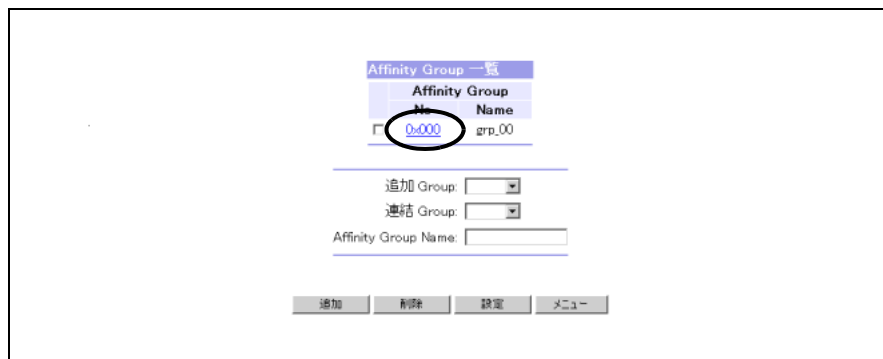 Affinity Group 一覧
Affinity Group
No Name
0x000 grp_00
追加 Group:
連結 Group:
Affinity Group Name:
追加 削除 設定 メニュー